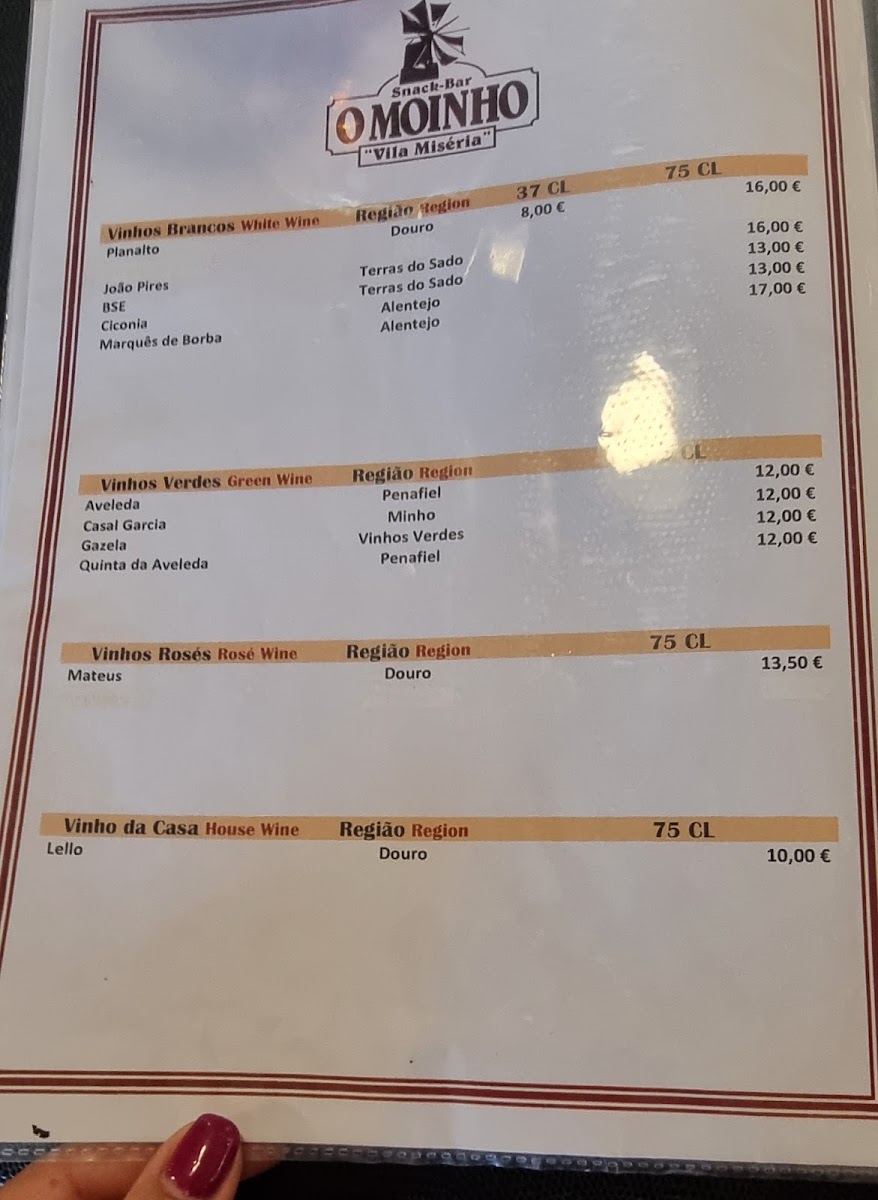 Snack-Bar
O MOINHO
"Vila Miséria"
Vinhos Brancos White Wine Região Region 37 CL 75 CL
Planalto Douro 8,00 € 16,00 €
João Pires Terras do Sado 16,00 €
BSE Terras do Sado 13,00 €
Ciconia Alentejo 13,00 €
Marquês de Borba Alentejo 17,00 €
Vinhos Verdes Green Wine Região Region CL
Aveleda Penafiel 12,00 €
Casal Garcia Minho 12,00 €
Gazela Vinhos Verdes 12,00 €
Quinta da Aveleda Penafiel 12,00 €
Vinhos Rosés Rosé Wine Região Region 75 CL
Mateus Douro 13,50 €
Vinho da Casa House Wine Região Region 75 CL
Lello Douro 10,00 €